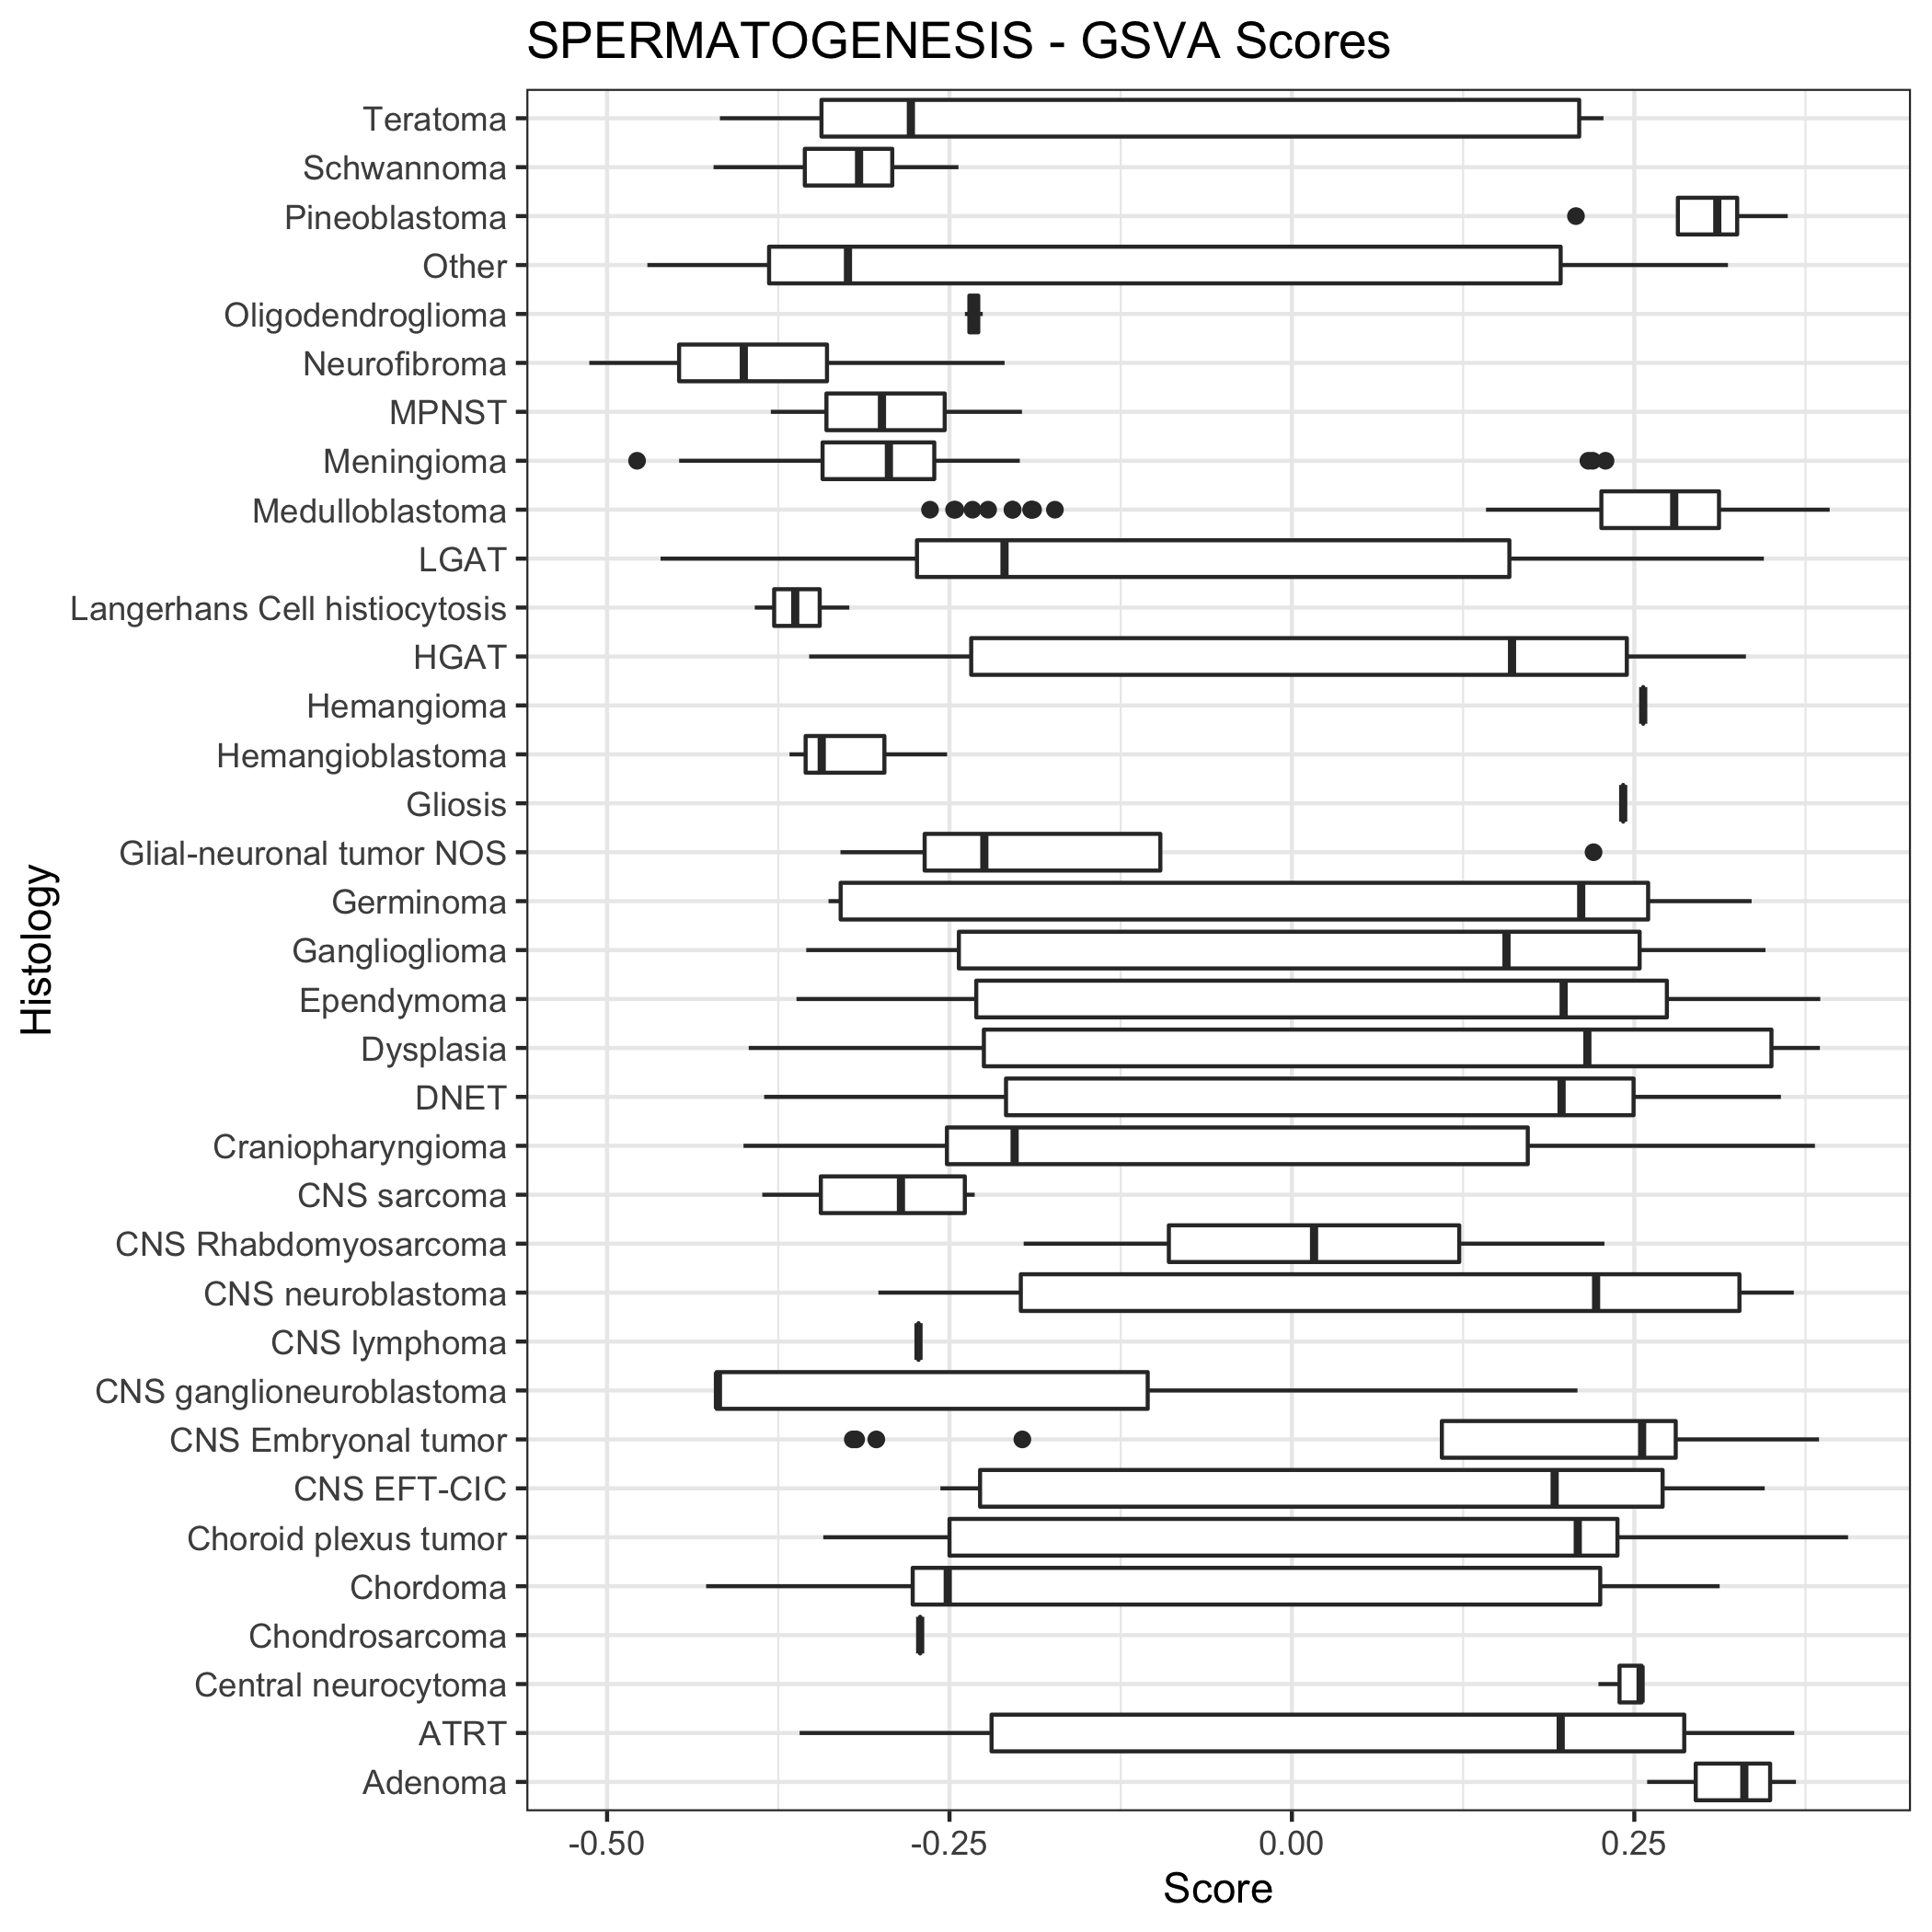 SPERMATOGENESIS - GSVA Scores
Teratoma
Schwannoma
Pineoblastoma
Other
Oligodendroglioma
Neurofibroma
MPNST
Meningioma
Medulloblastoma
LGAT
Langerhans Cell histiocytosis
HGAT
Hemangioma
Hemangioblastoma
Gliosis
Glial-neuronal tumor NOS
Germinoma
Ganglioglioma
Ependymoma
Dysplasia
DNET
Craniopharyngioma
CNS sarcoma
CNS Rhabdomyosarcoma
CNS neuroblastoma
CNS lymphoma
CNS ganglioneuroblastoma
CNS Embryonal tumor
CNS EFT-CIC
Choroid plexus tumor
Chordoma
Chondrosarcoma
Central neurocytoma
ATRT
Adenoma
Histology
-0.50 -0.25 0.00 0.25
Score